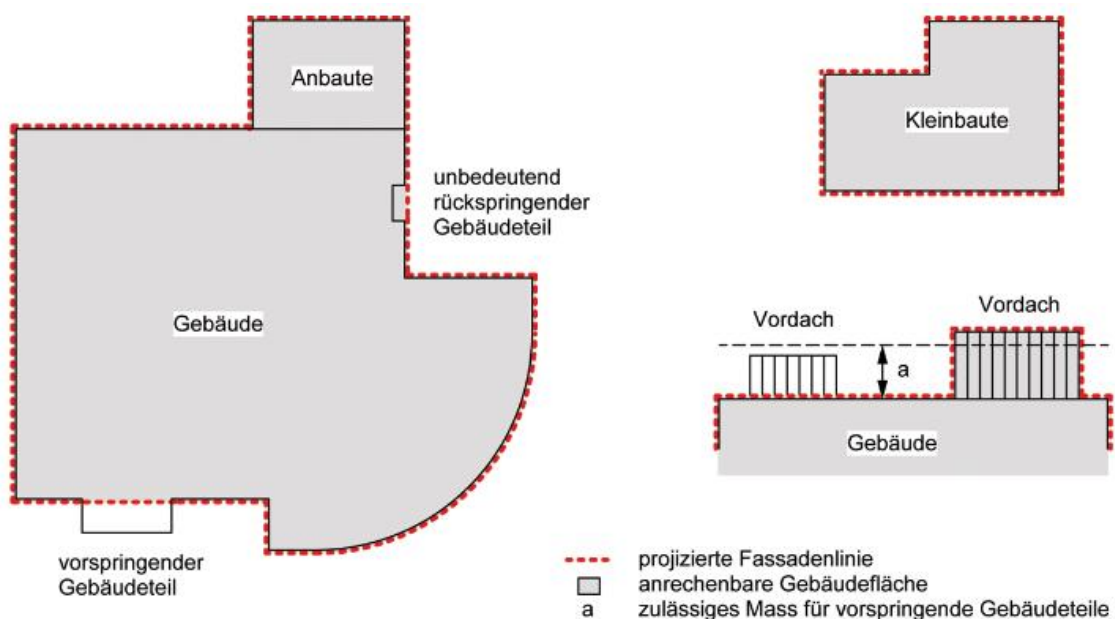 Anbaute
unbedeutend
rückspringender
Gebäudeteil
Gebäude
vorspringender
Gebäudeteil
Kleinbaute
Vordach
Vordach
a
Gebäude
projizierte Fassadenlinie
anrechenbare Gebäudefläche
a zulässiges Mass für vorspringende Gebäudeteile